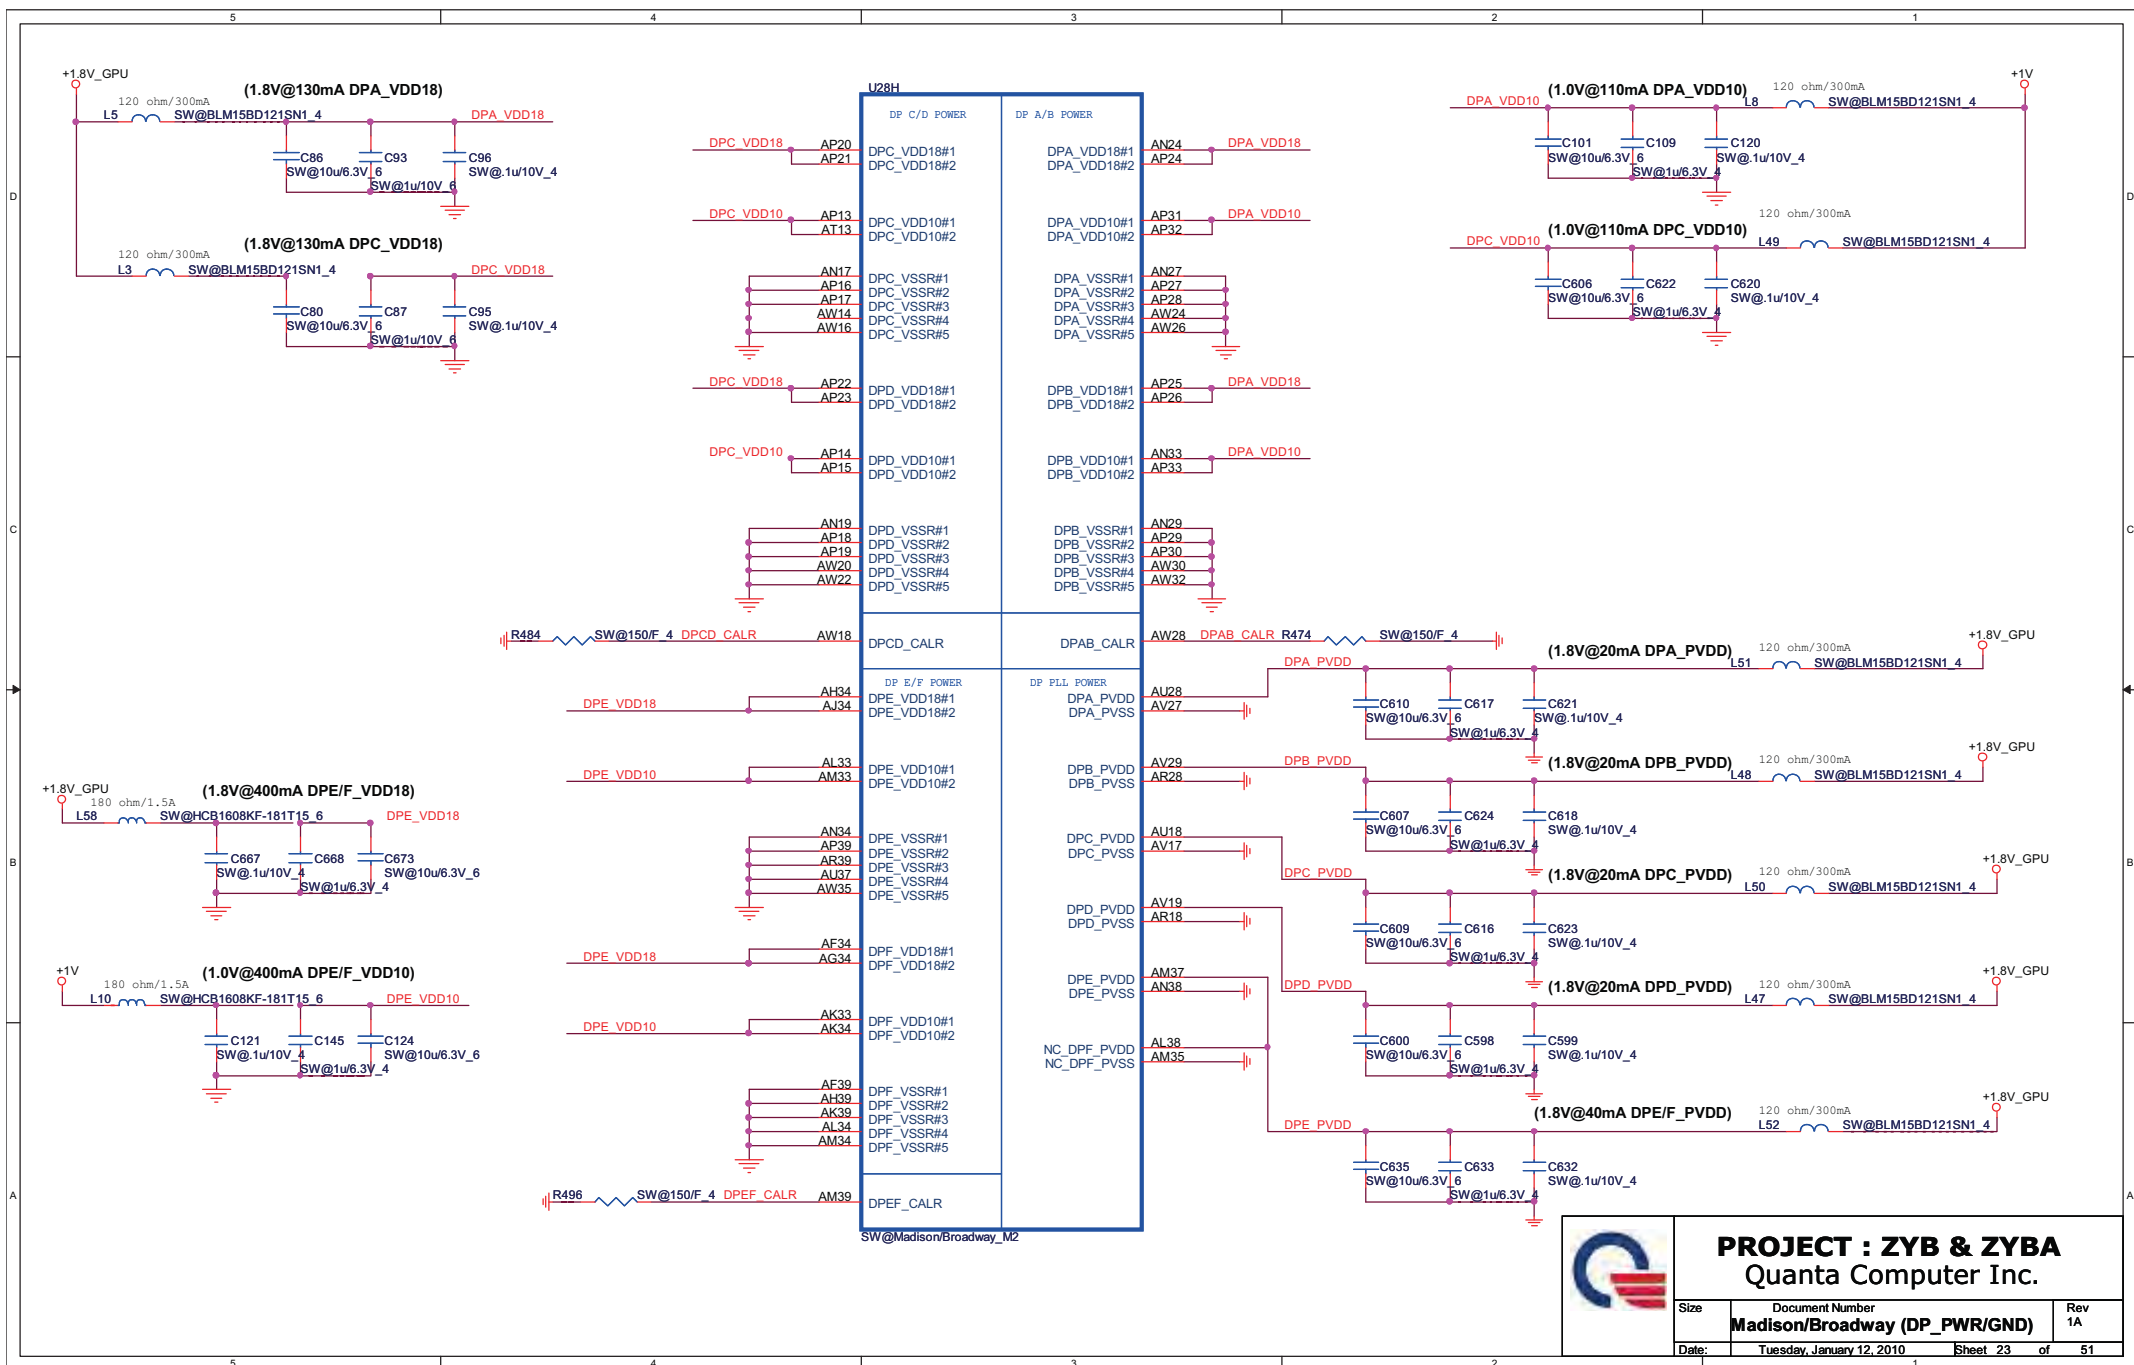 5 4 3 2 1
+1.8V_GPU
(1.8V@130mA DPA_VDD18)
120 ohm/300mA
L5 SW@BLM15BD121SN1_4 DPA_VDD18
C86 C93 C96
SW@10u/6.3V_6 SW@.1u/10V_4
SW@1u/10V_6
(1.8V@130mA DPC_VDD18)
120 ohm/300mA
L3 SW@BLM15BD121SN1_4 DPC_VDD18
C80 C87 C95
SW@10u/6.3V_6 SW@.1u/10V_4
SW@1u/10V_6
+1.8V_GPU
(1.8V@400mA DPE/F_VDD18)
180 ohm/1.5A
L58 SW@HCB1608KF-181T15_6 DPE_VDD18
C667 C668 C673
SW@.1u/10V_4 SW@10u/6.3V_6
SW@1u/6.3V_4
+1V
(1.0V@400mA DPE/F_VDD10)
180 ohm/1.5A
L10 SW@HCB1608KF-181T15_6 DPE_VDD10
C121 C145 C124
SW@.1u/10V_4 SW@10u/6.3V_6
SW@1u/6.3V_4
U28H
DP C/D POWER DP A/B POWER
DPC_VDD18 AP20 DPC_VDD18#1 DPA_VDD18#1 AN24 DPA_VDD18
AP21 DPC_VDD18#2 DPA_VDD18#2 AP24
DPC_VDD10 AP13 DPC_VDD10#1 DPA_VDD10#1 AP31 DPA_VDD10
AT13 DPC_VDD10#2 DPA_VDD10#2 AP32
AN17 DPC_VSSR#1 DPA_VSSR#1 AN27
AP16 DPC_VSSR#2 DPA_VSSR#2 AP27
AP17 DPC_VSSR#3 DPA_VSSR#3 AP28
AW14 DPC_VSSR#4 DPA_VSSR#4 AW24
AW16 DPC_VSSR#5 DPA_VSSR#5 AW26
DPC_VDD18 AP22 DPD_VDD18#1 DPB_VDD18#1 AP25 DPA_VDD18
AP23 DPD_VDD18#2 DPB_VDD18#2 AP26
DPC_VDD10 AP14 DPD_VDD10#1 DPB_VDD10#1 AN33 DPA_VDD10
AP15 DPD_VDD10#2 DPB_VDD10#2 AP33
AN19 DPD_VSSR#1 DPB_VSSR#1 AN29
AP18 DPD_VSSR#2 DPB_VSSR#2 AP29
AP19 DPD_VSSR#3 DPB_VSSR#3 AP30
AW20 DPD_VSSR#4 DPB_VSSR#4 AW30
AW22 DPD_VSSR#5 DPB_VSSR#5 AW32
R484 SW@150/F_4 DPCD_CALR AW18 DPCD_CALR DPAB_CALR AW28 DPAB_CALR R474 SW@150/F_4
DP E/F POWER DP PLL POWER
AH34 DPE_VDD18#1 DPA_PVDD AU28
DPE_VDD18 AJ34 DPE_VDD18#2 DPA_PVSS AV27
AL33 DPE_VDD10#1 DPB_PVDD AV29
DPE_VDD10 AM33 DPE_VDD10#2 DPB_PVSS AR28
AN34 DPE_VSSR#1 DPC_PVDD AU18
AP39 DPE_VSSR#2 DPC_PVSS AV17
AR39 DPE_VSSR#3
AU37 DPE_VSSR#4
AW35 DPE_VSSR#5
DPD_PVDD AV19
DPD_PVSS AR18
AF34 DPF_VDD18#1
DPE_VDD18 AG34 DPF_VDD18#2
DPE_PVDD AM37
DPE_PVSS AN38
AK33 DPF_VDD10#1
DPE_VDD10 AK34 DPF_VDD10#2
NC_DPF_PVDD AL38
NC_DPF_PVSS AM35
AF39 DPF_VSSR#1
AH39 DPF_VSSR#2
AK39 DPF_VSSR#3
AL34 DPF_VSSR#4
AM34 DPF_VSSR#5
R496 SW@150/F_4 DPEF_CALR AM39 DPEF_CALR
SW@Madison/Broadway_M2
+1V
(1.0V@110mA DPA_VDD10)
120 ohm/300mA
DPA_VDD10 L8 SW@BLM15BD121SN1_4
C101 C109 C120
SW@10u/6.3V_6 SW@.1u/10V_4
SW@1u/6.3V_4
(1.0V@110mA DPC_VDD10)
120 ohm/300mA
DPC_VDD10 L49 SW@BLM15BD121SN1_4
C606 C622 C620
SW@10u/6.3V_6 SW@.1u/10V_4
SW@1u/6.3V_4
+1.8V_GPU
(1.8V@20mA DPA_PVDD)
120 ohm/300mA
DPA_PVDD L51 SW@BLM15BD121SN1_4
C610 C617 C621
SW@10u/6.3V_6 SW@.1u/10V_4
SW@1u/6.3V_4
+1.8V_GPU
(1.8V@20mA DPB_PVDD)
120 ohm/300mA
DPB_PVDD L48 SW@BLM15BD121SN1_4
C607 C624 C618
SW@10u/6.3V_6 SW@.1u/10V_4
SW@1u/6.3V_4
+1.8V_GPU
(1.8V@20mA DPC_PVDD)
120 ohm/300mA
DPC_PVDD L50 SW@BLM15BD121SN1_4
C609 C616 C623
SW@10u/6.3V_6 SW@.1u/10V_4
SW@1u/6.3V_4
+1.8V_GPU
(1.8V@20mA DPD_PVDD)
120 ohm/300mA
DPD_PVDD L47 SW@BLM15BD121SN1_4
C600 C598 C599
SW@10u/6.3V_6 SW@.1u/10V_4
SW@1u/6.3V_4
+1.8V_GPU
(1.8V@40mA DPE/F_PVDD)
120 ohm/300mA
DPE_PVDD L52 SW@BLM15BD121SN1_4
C635 C633 C632
SW@10u/6.3V_6 SW@.1u/10V_4
SW@1u/6.3V_4
D D
C C
B B
A A
PROJECT : ZYB & ZYBA
Quanta Computer Inc.
Size Document Number Rev
Madison/Broadway (DP_PWR/GND) 1A
Date: Tuesday, January 12, 2010 Sheet 23 of 51
5 4 3 2 1